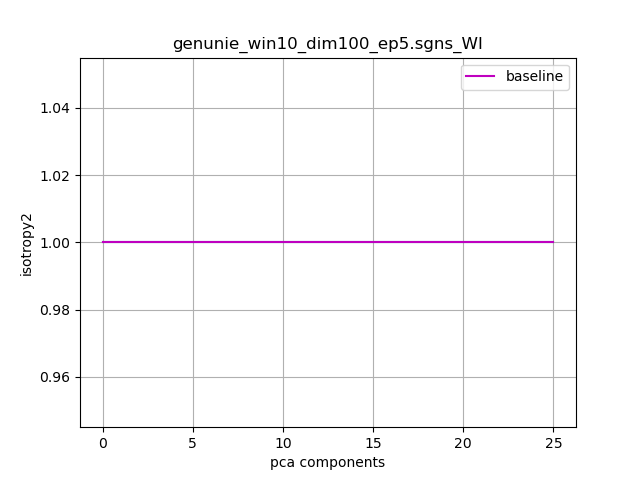 genunie_win10_dim100_ep5.sgns_WI
baseline
1.04
1.02
1.00
0.98
0.96
isotropy2
0 5 10 15 20 25
pca components